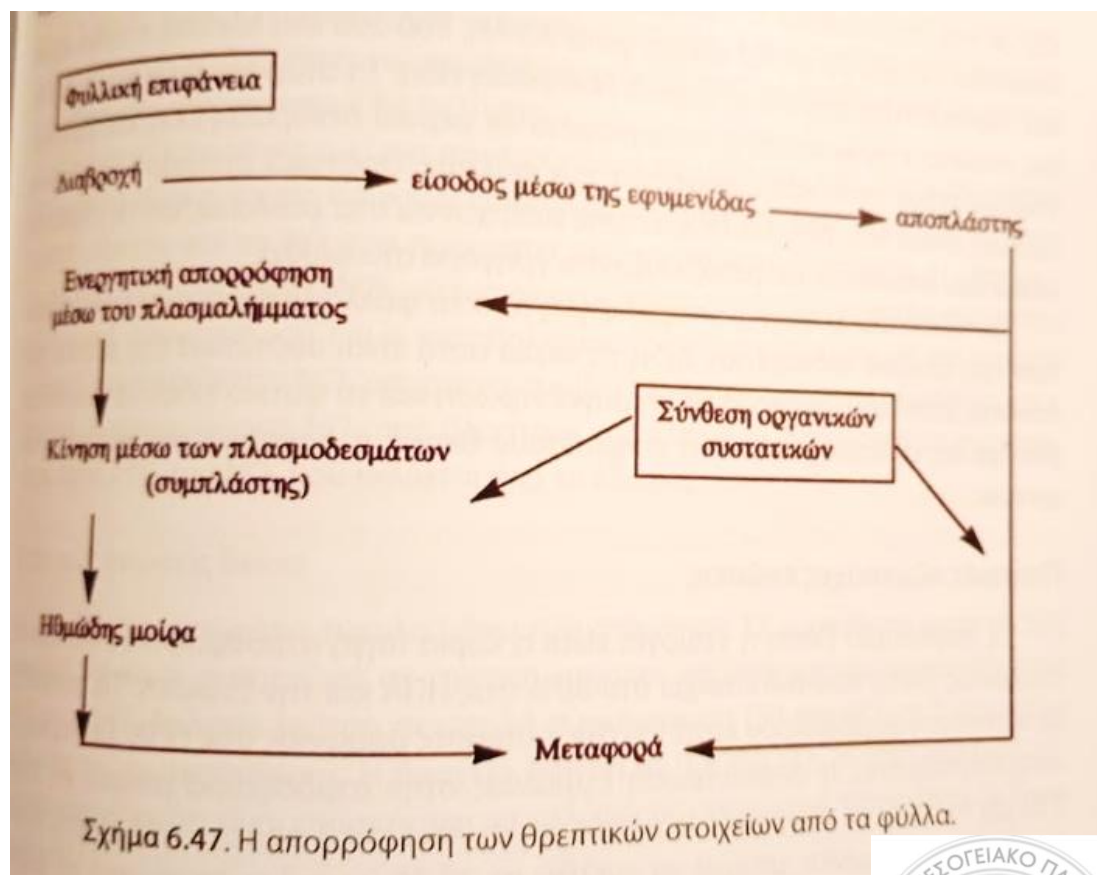 Φυλλική επιφάνεια
Διαβροχή
είσοδος μέσω της εφυμενίδας
αποπλάστης
Ενεργητική απορρόφηση
μέσω του πλασμαλήμματος
Σύνθεση οργανικών
συστατικών
Κίνηση μέσω των πλασμοδεσμάτων
(συμπλάστης)
Ηθμώδης μοίρα
Μεταφορά
Σχήμα 6.47. Η απορρόφηση των θρεπτικών στοιχείων από τα φύλλα.